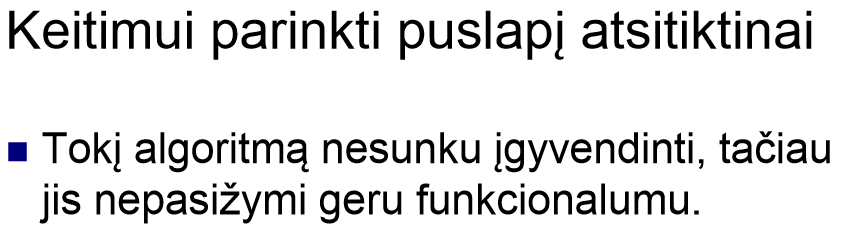 Keitimui parinkti puslapį atsitiktinai
Tokį algoritmą nesunku įgyvendinti, tačiau
jis nepasižymi geru funkcionalumu.